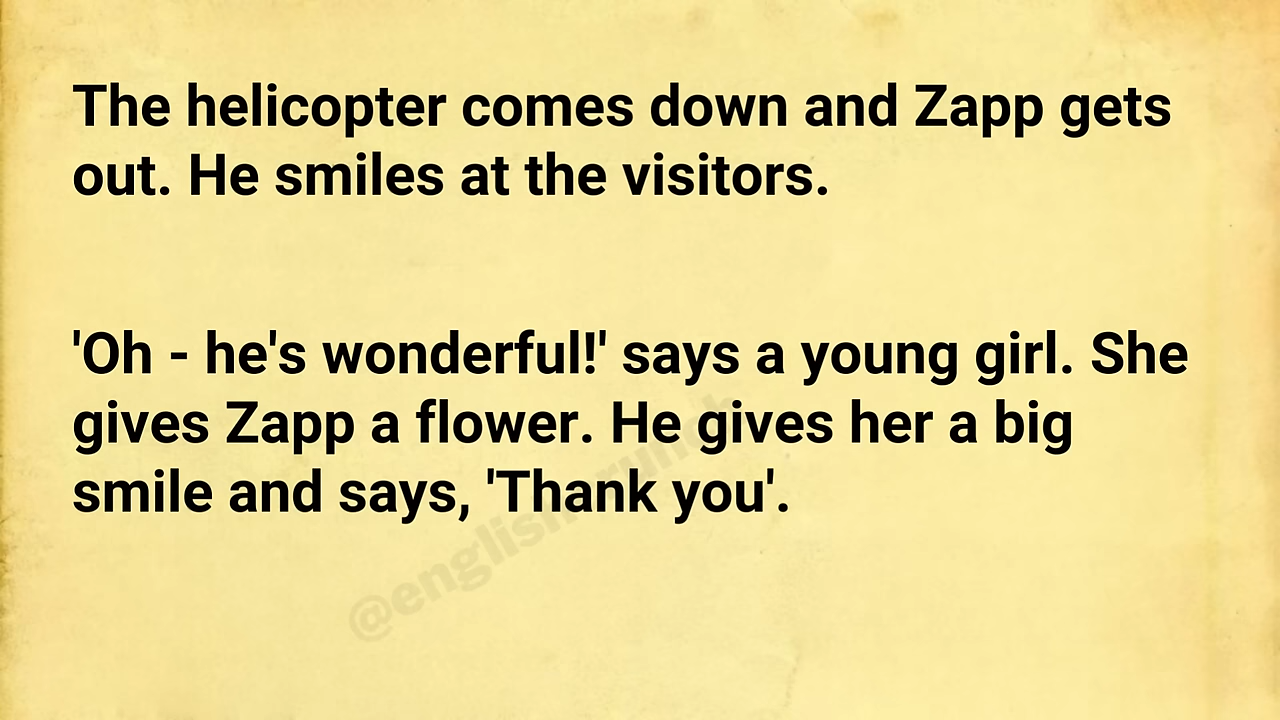 The helicopter comes down and Zapp gets
out. He smiles at the visitors.
'Oh - he's wonderful!' says a young girl. She
gives Zapp a flower. He gives her a big
smile and says, 'Thank you'.